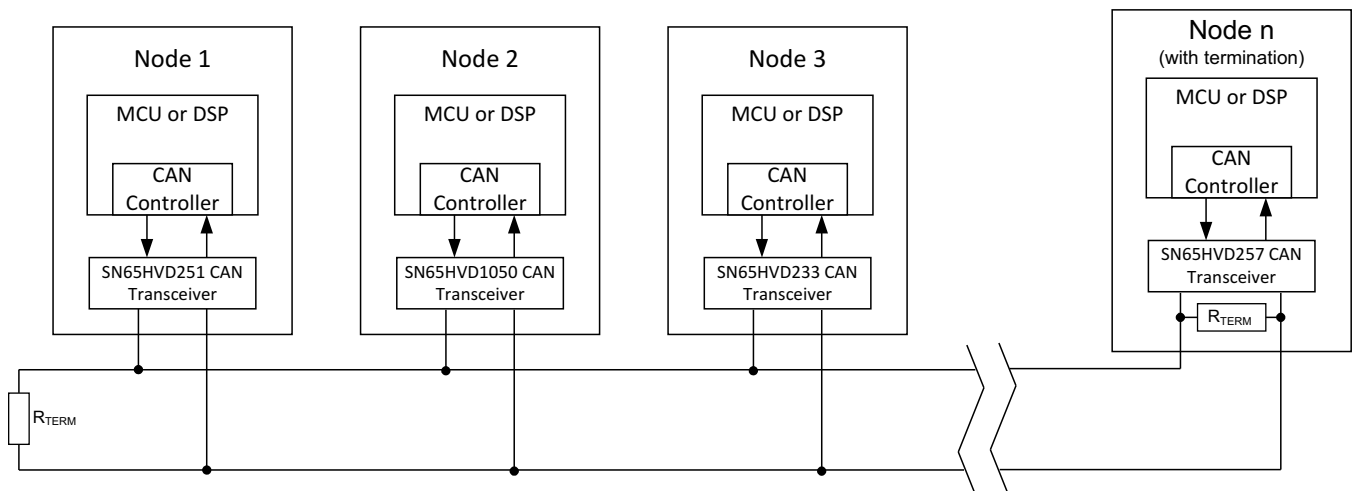 Node 1
MCU or DSP
CAN
Controller
SN65HVD251 CAN
Transceiver
Node 2
MCU or DSP
CAN
Controller
SN65HVD1050 CAN
Transceiver
Node 3
MCU or DSP
CAN
Controller
SN65HVD233 CAN
Transceiver
Node n
(with termination)
MCU or DSP
CAN
Controller
SN65HVD257 CAN
Transceiver
RTERM
RTERM